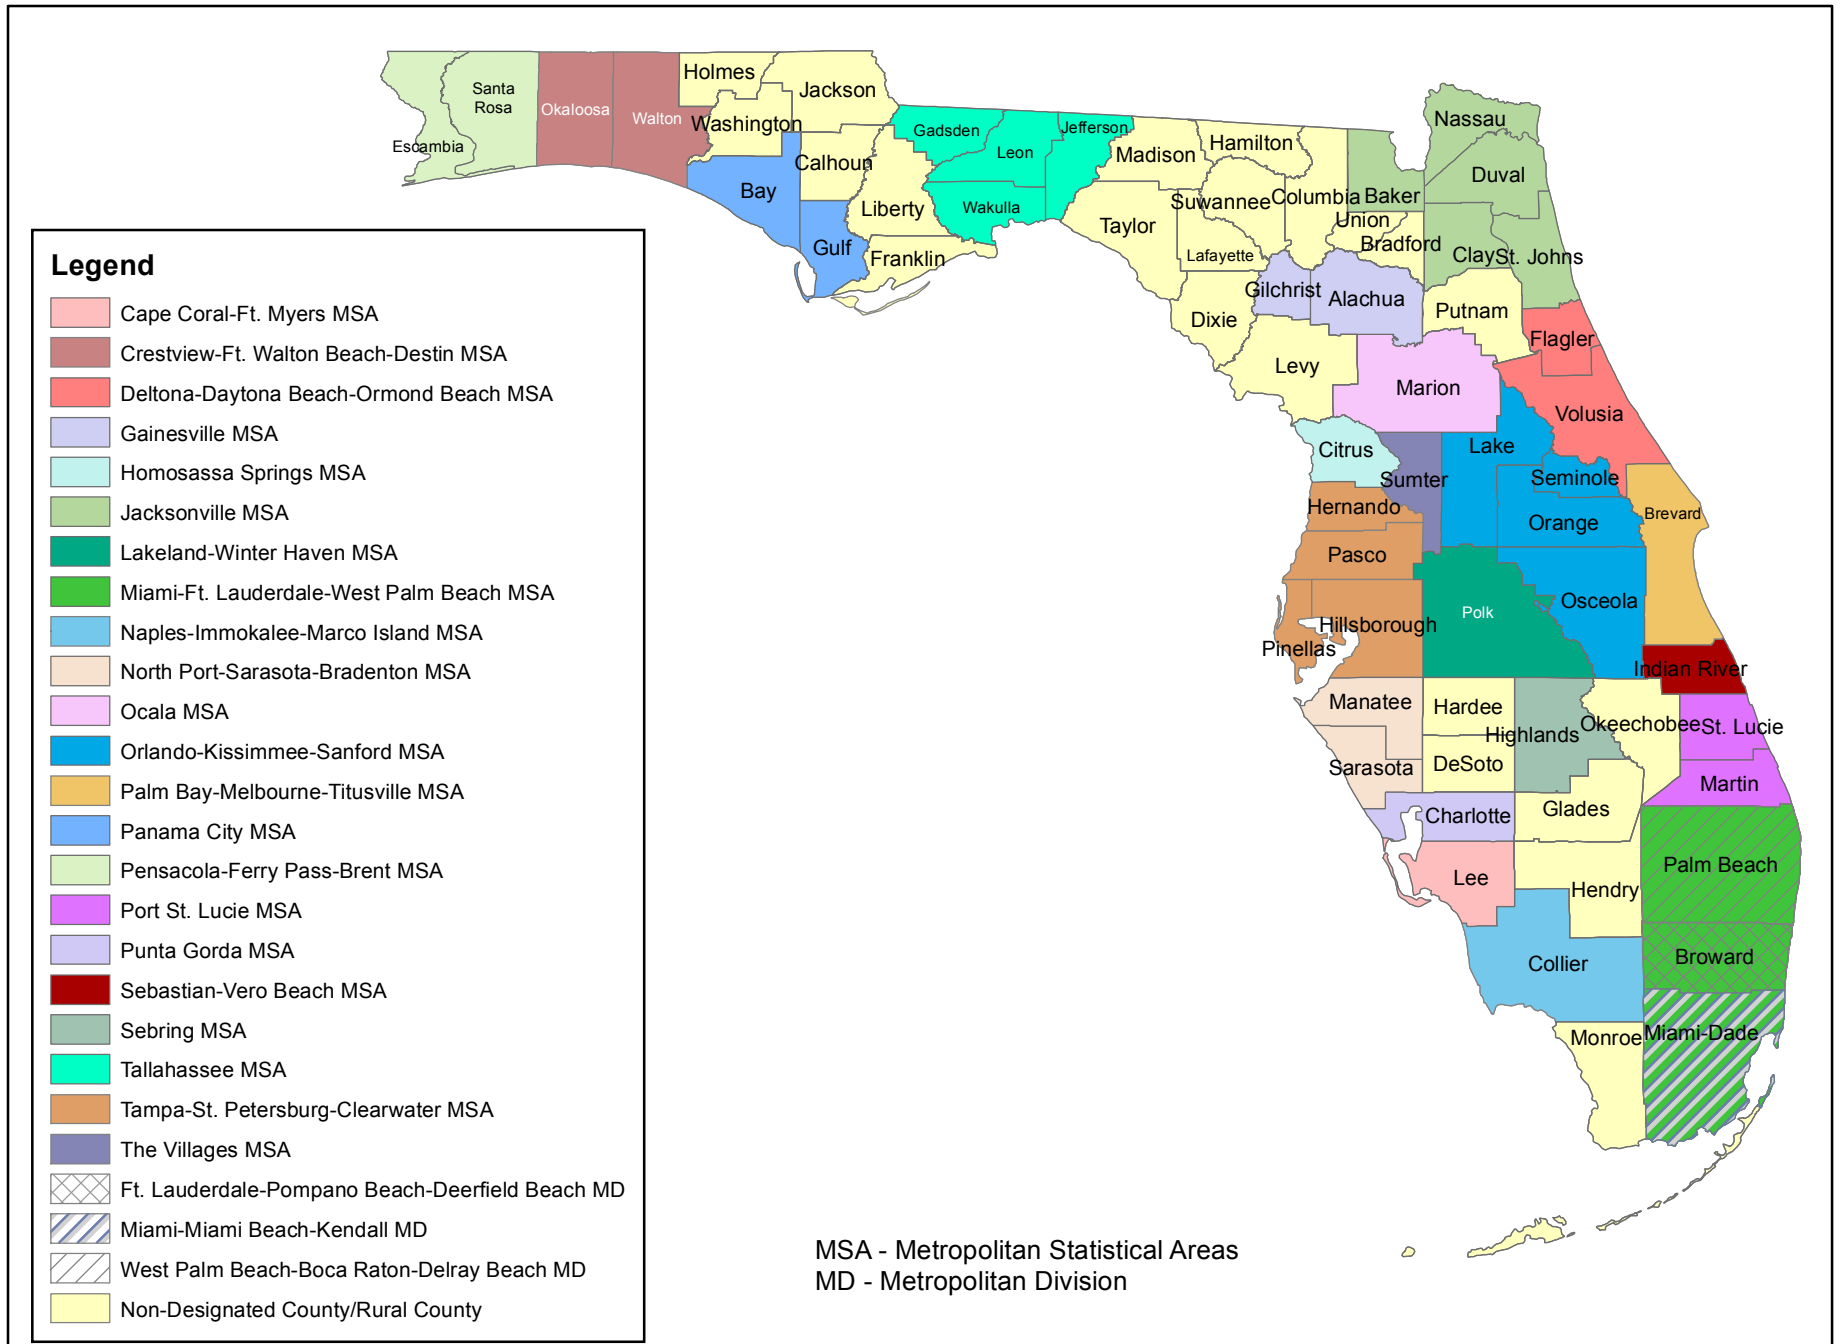 Holmes
Jackson
Santa
Rosa
Okaloosa
Walton
Washington
Escambia
Calhoun
Bay
Liberty
Gulf
Franklin
Gadsden
Leon
Jefferson
Wakulla
Madison
Hamilton
Taylor
Suwannee
Columbia
Lafayette
Baker
Union
Bradford
Nassau
Duval
Clay
St. Johns
Gilchrist
Alachua
Putnam
Dixie
Flagler
Levy
Marion
Volusia
Citrus
Lake
Sumter
Seminole
Hernando
Orange
Brevard
Pasco
Polk
Osceola
Hillsborough
Pinellas
Indian River
Manatee
Hardee
Highlands
Okeechobee
St. Lucie
Sarasota
DeSoto
Martin
Charlotte
Glades
Lee
Hendry
Palm Beach
Collier
Broward
Monroe
Miami-Dade
Legend
Cape Coral-Ft. Myers MSA
Crestview-Ft. Walton Beach-Destin MSA
Deltona-Daytona Beach-Ormond Beach MSA
Gainesville MSA
Homosassa Springs MSA
Jacksonville MSA
Lakeland-Winter Haven MSA
Miami-Ft. Lauderdale-West Palm Beach MSA
Naples-Immokalee-Marco Island MSA
North Port-Sarasota-Bradenton MSA
Ocala MSA
Orlando-Kissimmee-Sanford MSA
Palm Bay-Melbourne-Titusville MSA
Panama City MSA
Pensacola-Ferry Pass-Brent MSA
Port St. Lucie MSA
Punta Gorda MSA
Sebastian-Vero Beach MSA
Sebring MSA
Tallahassee MSA
Tampa-St. Petersburg-Clearwater MSA
The Villages MSA
Ft. Lauderdale-Pompano Beach-Deerfield Beach MD
Miami-Miami Beach-Kendall MD
West Palm Beach-Boca Raton-Delray Beach MD
Non-Designated County/Rural County
MSA - Metropolitan Statistical Areas
MD - Metropolitan Division